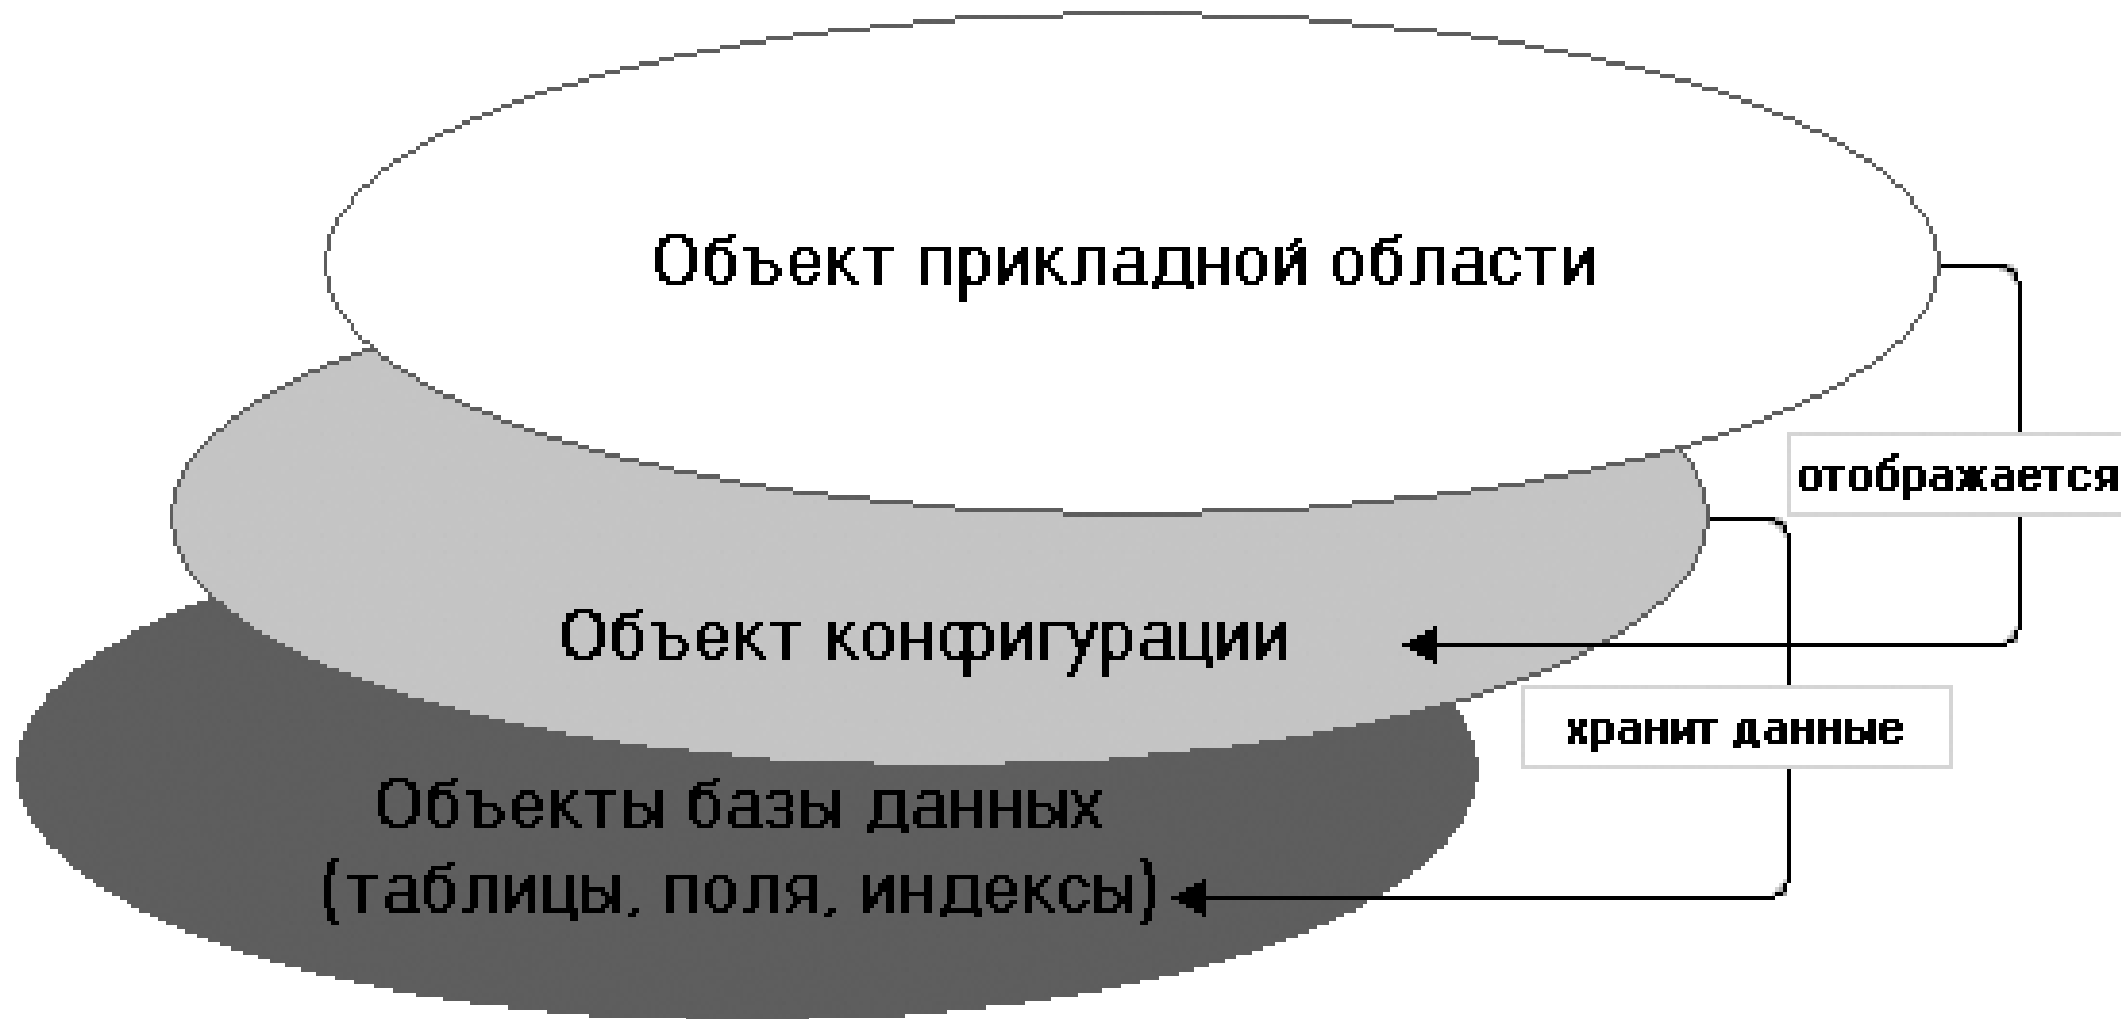 Объект прикладной области
отображается
Объект конфигурации
хранит данные
Объекты базы данных
(таблицы, поля, индексы)